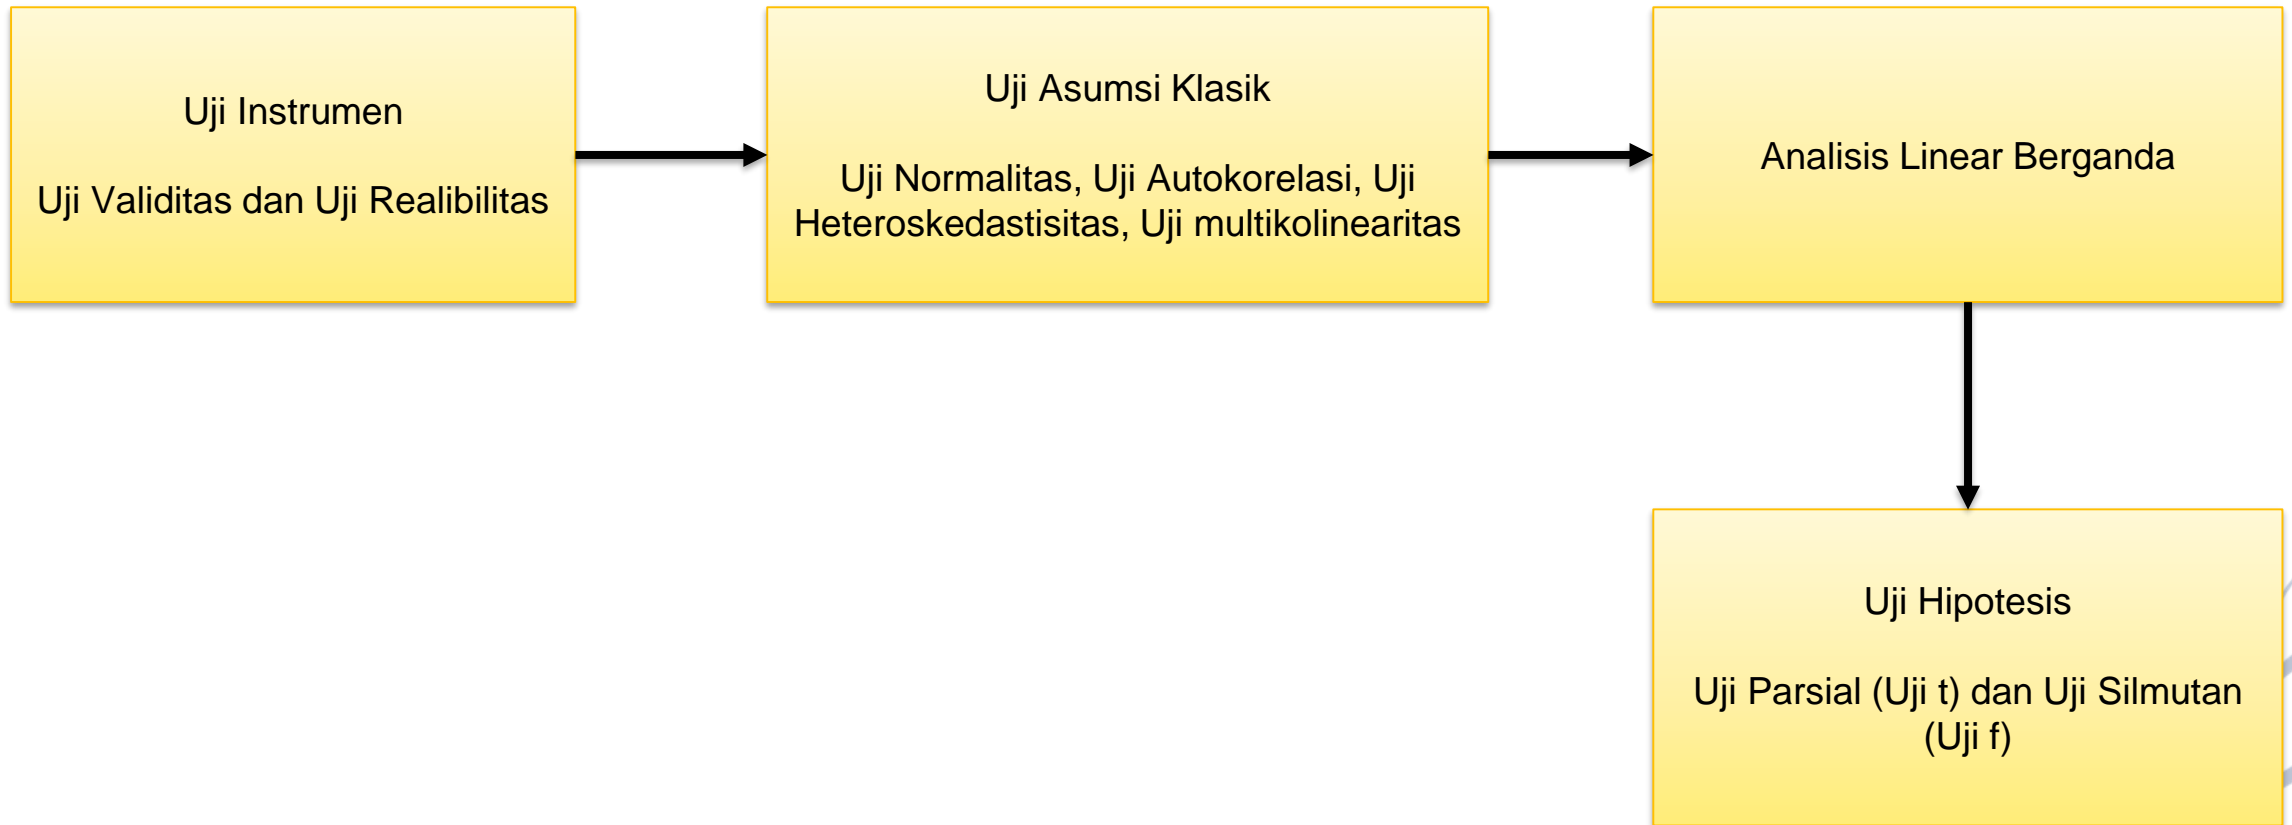 Uji Instrumen
Uji Validitas dan Uji Realibilitas
Uji Asumsi Klasik
Uji Normalitas, Uji Autokorelasi, Uji
Heteroskedastisitas, Uji multikolinearitas
Analisis Linear Berganda
Uji Hipotesis
Uji Parsial (Uji t) dan Uji Silmutan
(Uji f)